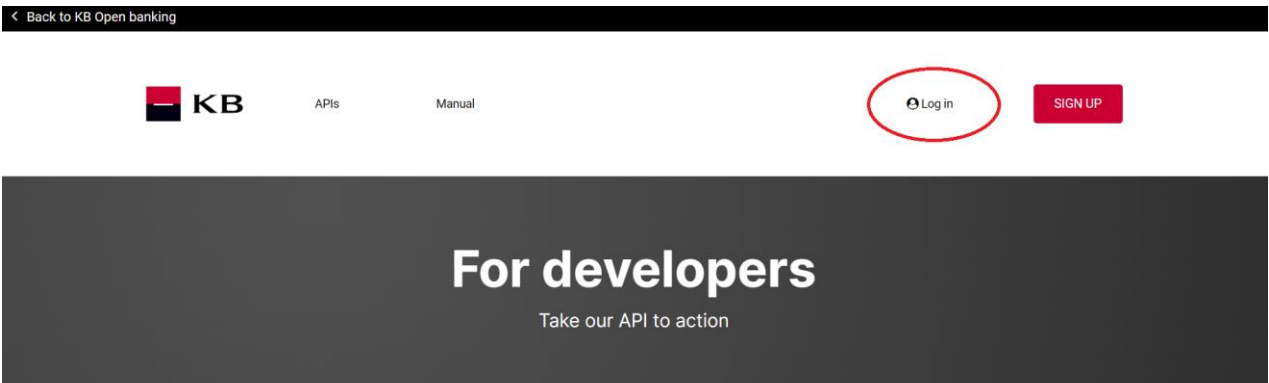 Back to KB Open banking
KB
APIs
Manual
Log in
SIGN UP
For developers
Take our API to action